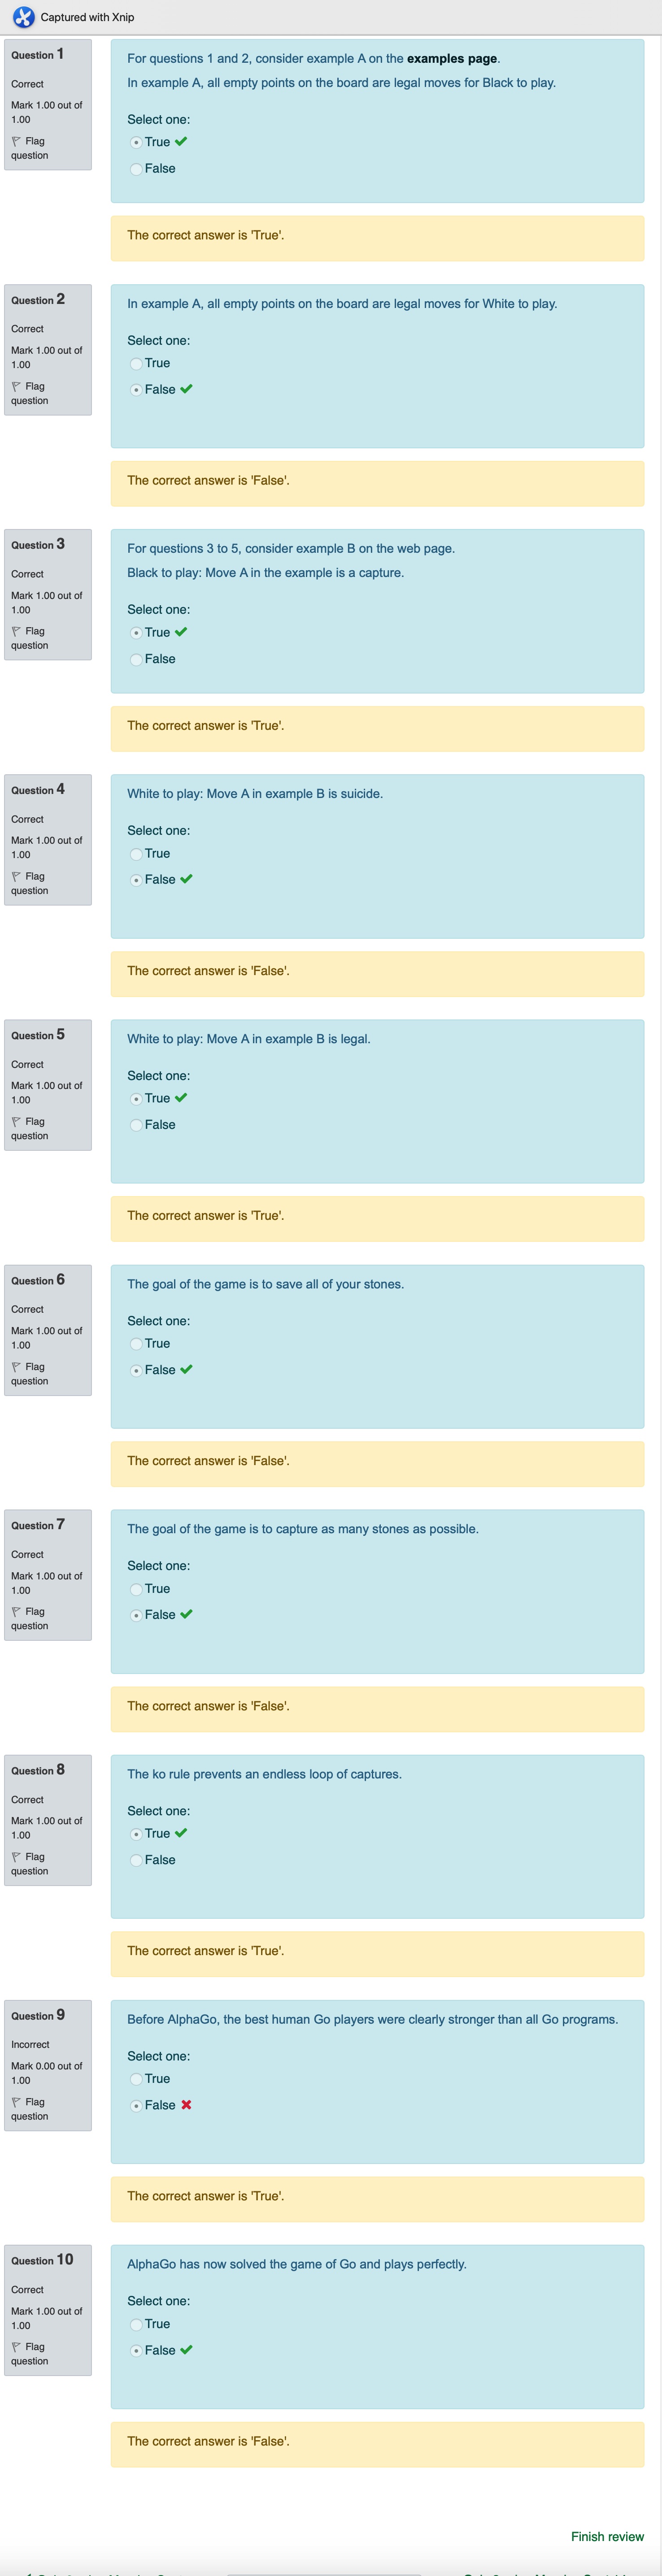 Captured with Xnip
Question 1
Correct
Mark 1.00 out of
1.00
Flag
question
For questions 1 and 2, consider example A on the examples page.
In example A, all empty points on the board are legal moves for Black to play.
Select one:
True
False
The correct answer is 'True'.
Question 2
Correct
Mark 1.00 out of
1.00
Flag
question
In example A, all empty points on the board are legal moves for White to play.
Select one:
True
False
The correct answer is 'False'.
Question 3
Correct
Mark 1.00 out of
1.00
Flag
question
For questions 3 to 5, consider example B on the web page.
Black to play: Move A in the example is a capture.
Select one:
True
False
The correct answer is 'True'.
Question 4
Correct
Mark 1.00 out of
1.00
Flag
question
White to play: Move A in example B is suicide.
Select one:
True
False
The correct answer is 'False'.
Question 5
Correct
Mark 1.00 out of
1.00
Flag
question
White to play: Move A in example B is legal.
Select one:
True
False
The correct answer is 'True'.
Question 6
Correct
Mark 1.00 out of
1.00
Flag
question
The goal of the game is to save all of your stones.
Select one:
True
False
The correct answer is 'False'.
Question 7
Correct
Mark 1.00 out of
1.00
Flag
question
The goal of the game is to capture as many stones as possible.
Select one:
True
False
The correct answer is 'False'.
Question 8
Correct
Mark 1.00 out of
1.00
Flag
question
The ko rule prevents an endless loop of captures.
Select one:
True
False
The correct answer is 'True'.
Question 9
Incorrect
Mark 0.00 out of
1.00
Flag
question
Before AlphaGo, the best human Go players were clearly stronger than all Go programs.
Select one:
True
False
The correct answer is 'True'.
Question 10
Correct
Mark 1.00 out of
1.00
Flag
question
AlphaGo has now solved the game of Go and plays perfectly.
Select one:
True
False
The correct answer is 'False'.
Finish review